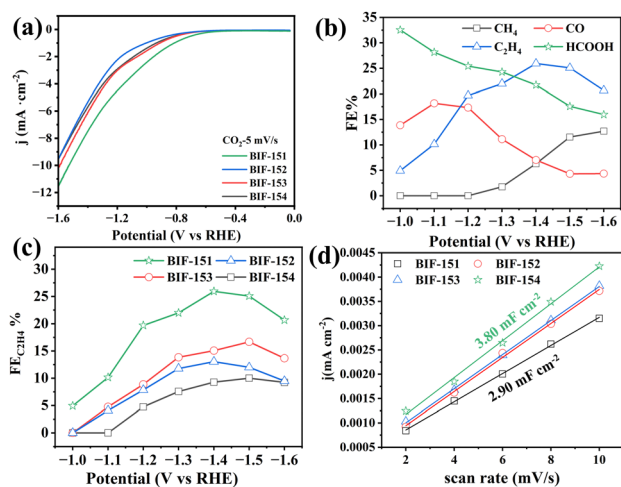 (a)
j (mA ·cm-2)
0
−2
−4
−6
−8
−10
−12
CO2-5 mV/s
BIF-151
BIF-152
BIF-153
BIF-154
−1.6 −1.2 −0.8 −0.4 0.0
Potential (V vs RHE)
(b)
FE%
35
30
25
20
15
10
5
0
CH4 CO
C2H4 HCOOH
−1.0 −1.1 −1.2 −1.3 −1.4 −1.5 −1.6
Potential (V vs RHE)
(c)
FEC2H4 %
30
25
20
15
10
5
0
BIF-151 BIF-152
BIF-153 BIF-154
−1.0 −1.1 −1.2 −1.3 −1.4 −1.5 −1.6
Potential (V vs RHE)
(d)
j(mA cm-2)
0.0045
0.0040
0.0035
0.0030
0.0025
0.0020
0.0015
0.0010
0.0005
BIF-151 BIF-152
BIF-153 BIF-154
3.80 mF cm-2
2.90 mF cm-2
2 4 6 8 10
scan rate (mV/s)